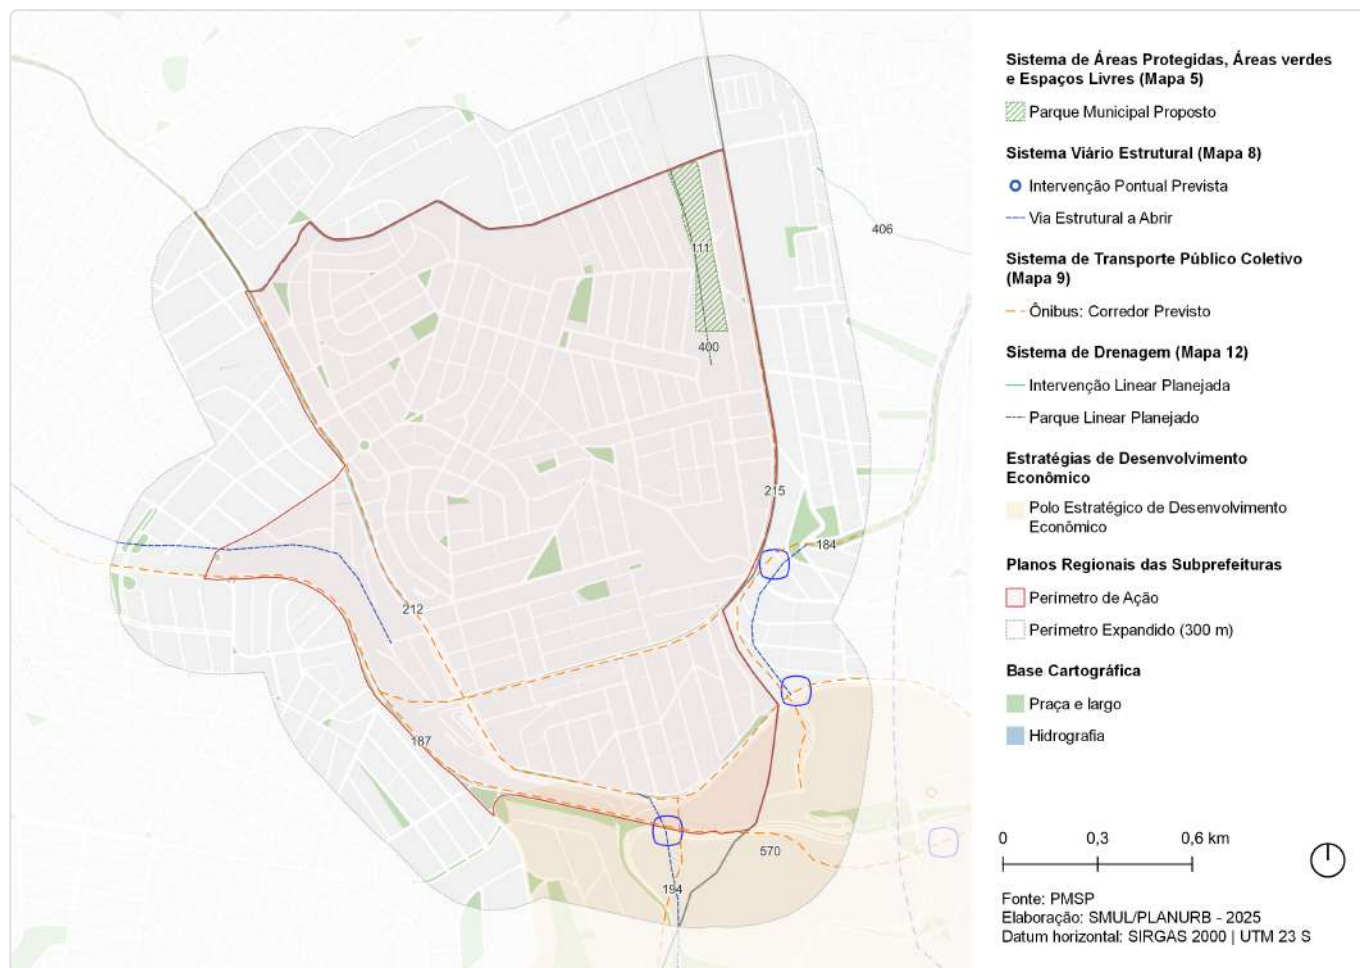 111
406
400
215
184
212
187
570
194
Sistema de Áreas Protegidas, Áreas verdes
e Espaços Livres (Mapa 5)
Parque Municipal Proposto
Sistema Viário Estrutural (Mapa 8)
Intervenção Pontual Prevista
Via Estrutural a Abrir
Sistema de Transporte Público Coletivo
(Mapa 9)
Ônibus: Corredor Previsto
Sistema de Drenagem (Mapa 12)
Intervenção Linear Planejada
Parque Linear Planejado
Estratégias de Desenvolvimento
Econômico
Polo Estratégico de Desenvolvimento
Econômico
Planos Regionais das Subprefeituras
Perímetro de Ação
Perímetro Expandido (300 m)
Base Cartográfica
Praça e largo
Hidrografia
0 0,3 0,6 km
Fonte: PMSP
Elaboração: SMUL/PLANURB - 2025
Datum horizontal: SIRGAS 2000 | UTM 23 S